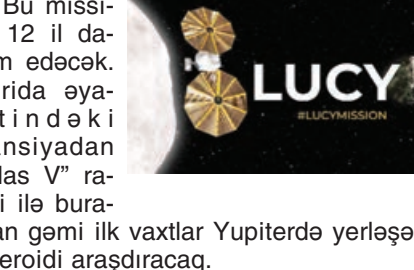 Bu missi-
12 il da-
m edəcək.
rida əya-
tindəki
ansiyadan
las V” ra-
i ilə bura-
an gəmi ilk vaxtlar Yupiterdə yerləşə
eroidi araşdıracaq.
LUCY
#LUCYMISSION